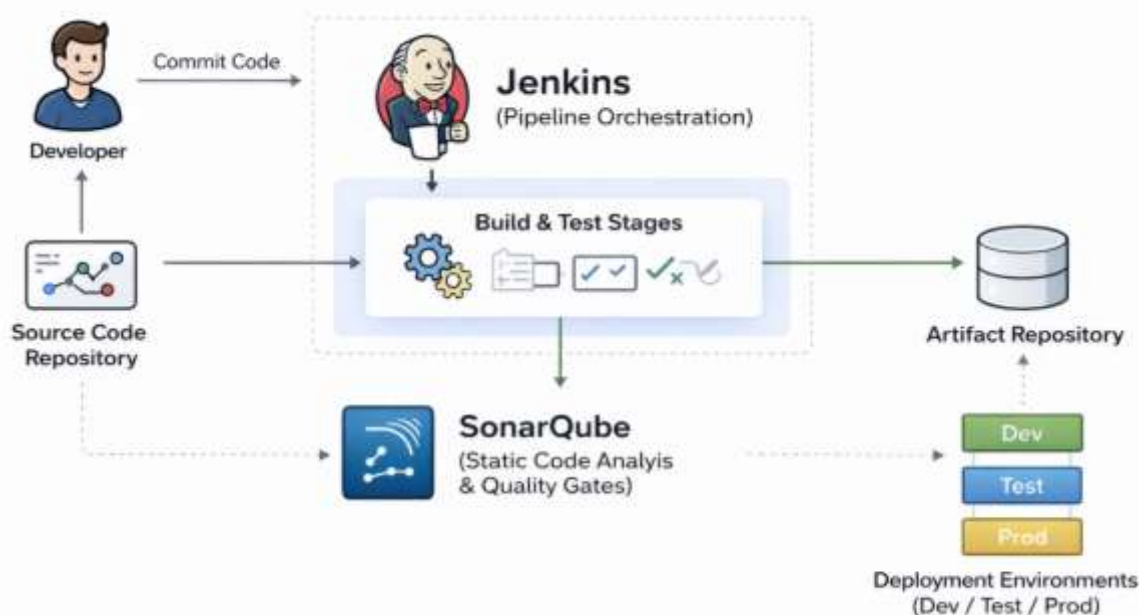 Commit Code
Developer
Jenkins
(Pipeline Orchestration)
Build & Test Stages
Source Code
Repository
Artifact Repository
SonarQube
(Static Code Analyis
& Quality Gates)
Dev
Test
Prod
Deployment Environments
(Dev / Test / Prod)